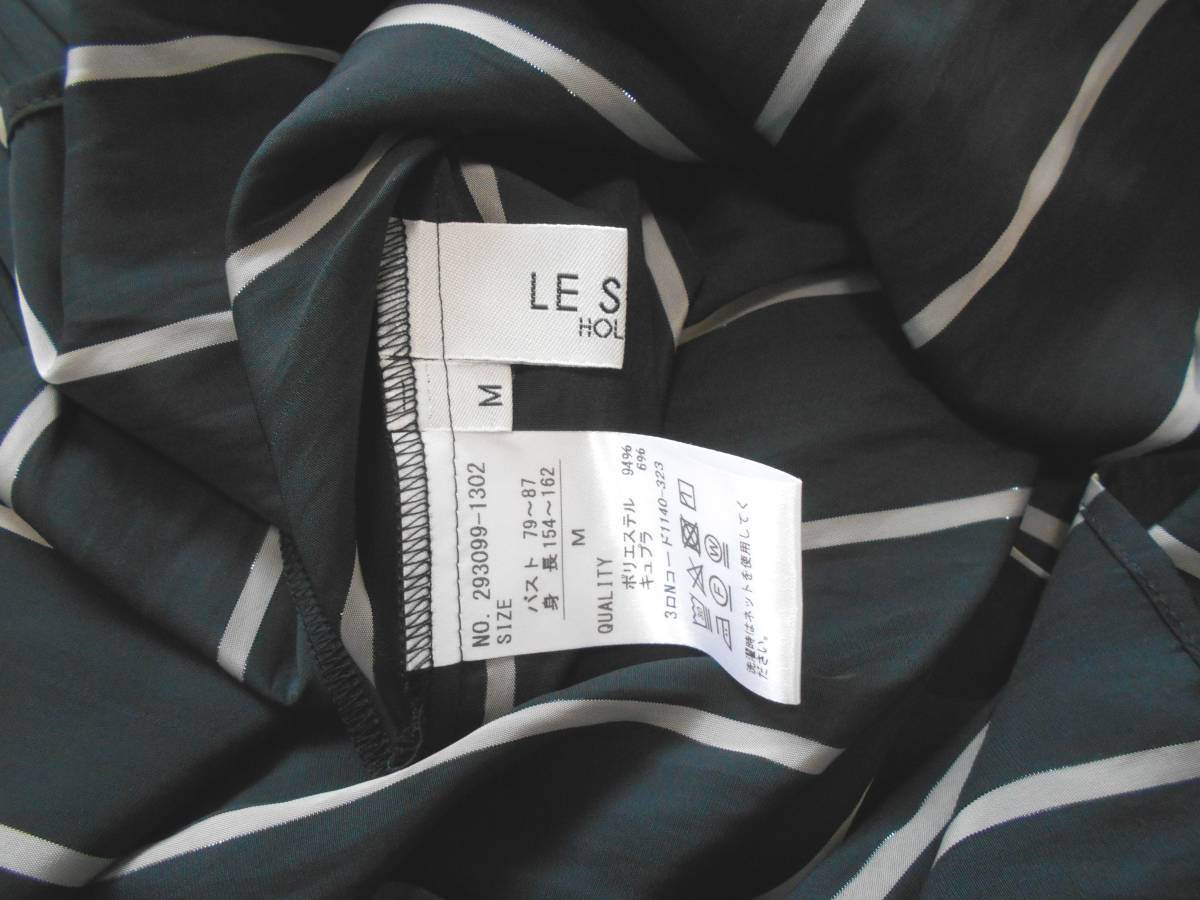 LE S
HOL
M
NO. 293099-1302
SIZE
バスト 79~87
身 長 154~162
M
QUALITY
ポリエステル 94%
キュプラ 6%
3ロNコード1140-323
洗濯時はネットを使用してく
ださい。